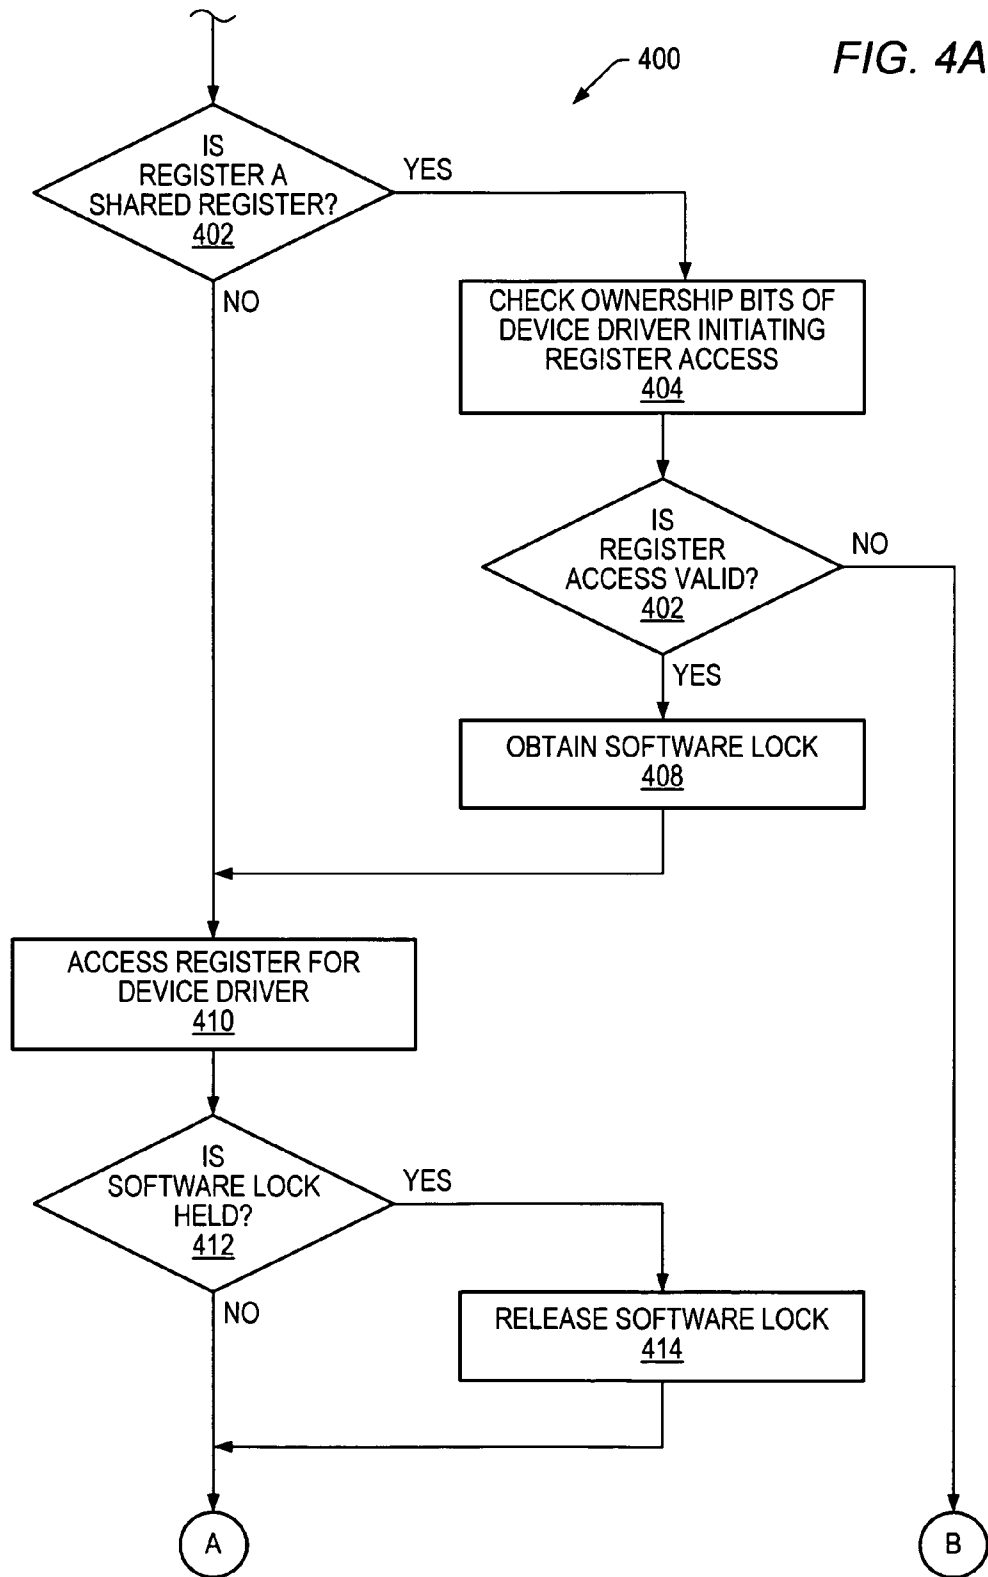 400
FIG. 4A
IS
REGISTER A
SHARED REGISTER?
402
YES
NO
CHECK OWNERSHIP BITS OF
DEVICE DRIVER INITIATING
REGISTER ACCESS
404
IS
REGISTER
ACCESS VALID?
402
NO
YES
OBTAIN SOFTWARE LOCK
408
ACCESS REGISTER FOR
DEVICE DRIVER
410
IS
SOFTWARE LOCK
HELD?
412
YES
NO
RELEASE SOFTWARE LOCK
414
A
B